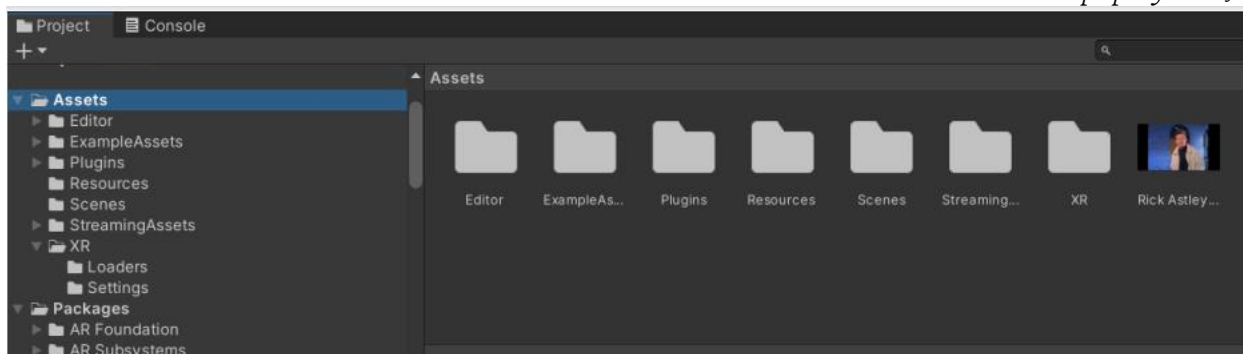 Project Console
Assets
Assets
Editor
ExampleAssets
Plugins
Resources
Scenes
StreamingAssets
XR
Loaders
Settings
Packages
AR Foundation
AR Subsystems
Editor ExampleAs... Plugins Resources Scenes Streaming... XR Rick Astley...